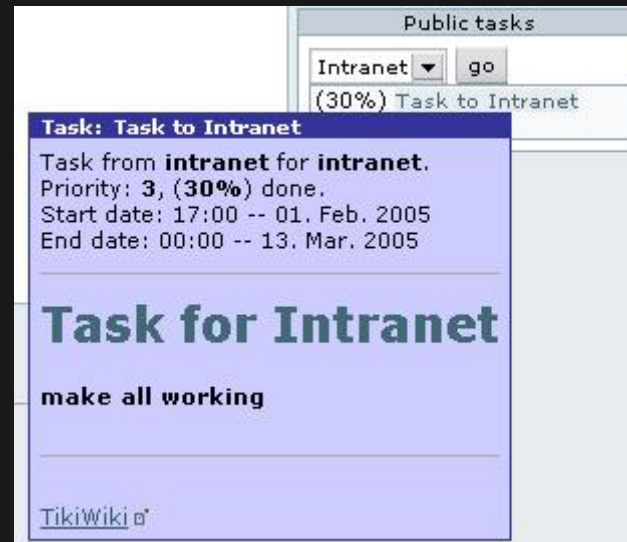 Public tasks
Intranet go
(30%) Task to Intranet
Task: Task to Intranet
Task from intranet for intranet.
Priority: 3, (30%) done.
Start date: 17:00 -- 01. Feb. 2005
End date: 00:00 -- 13. Mar. 2005
Task for Intranet
make all working
TikiWiki